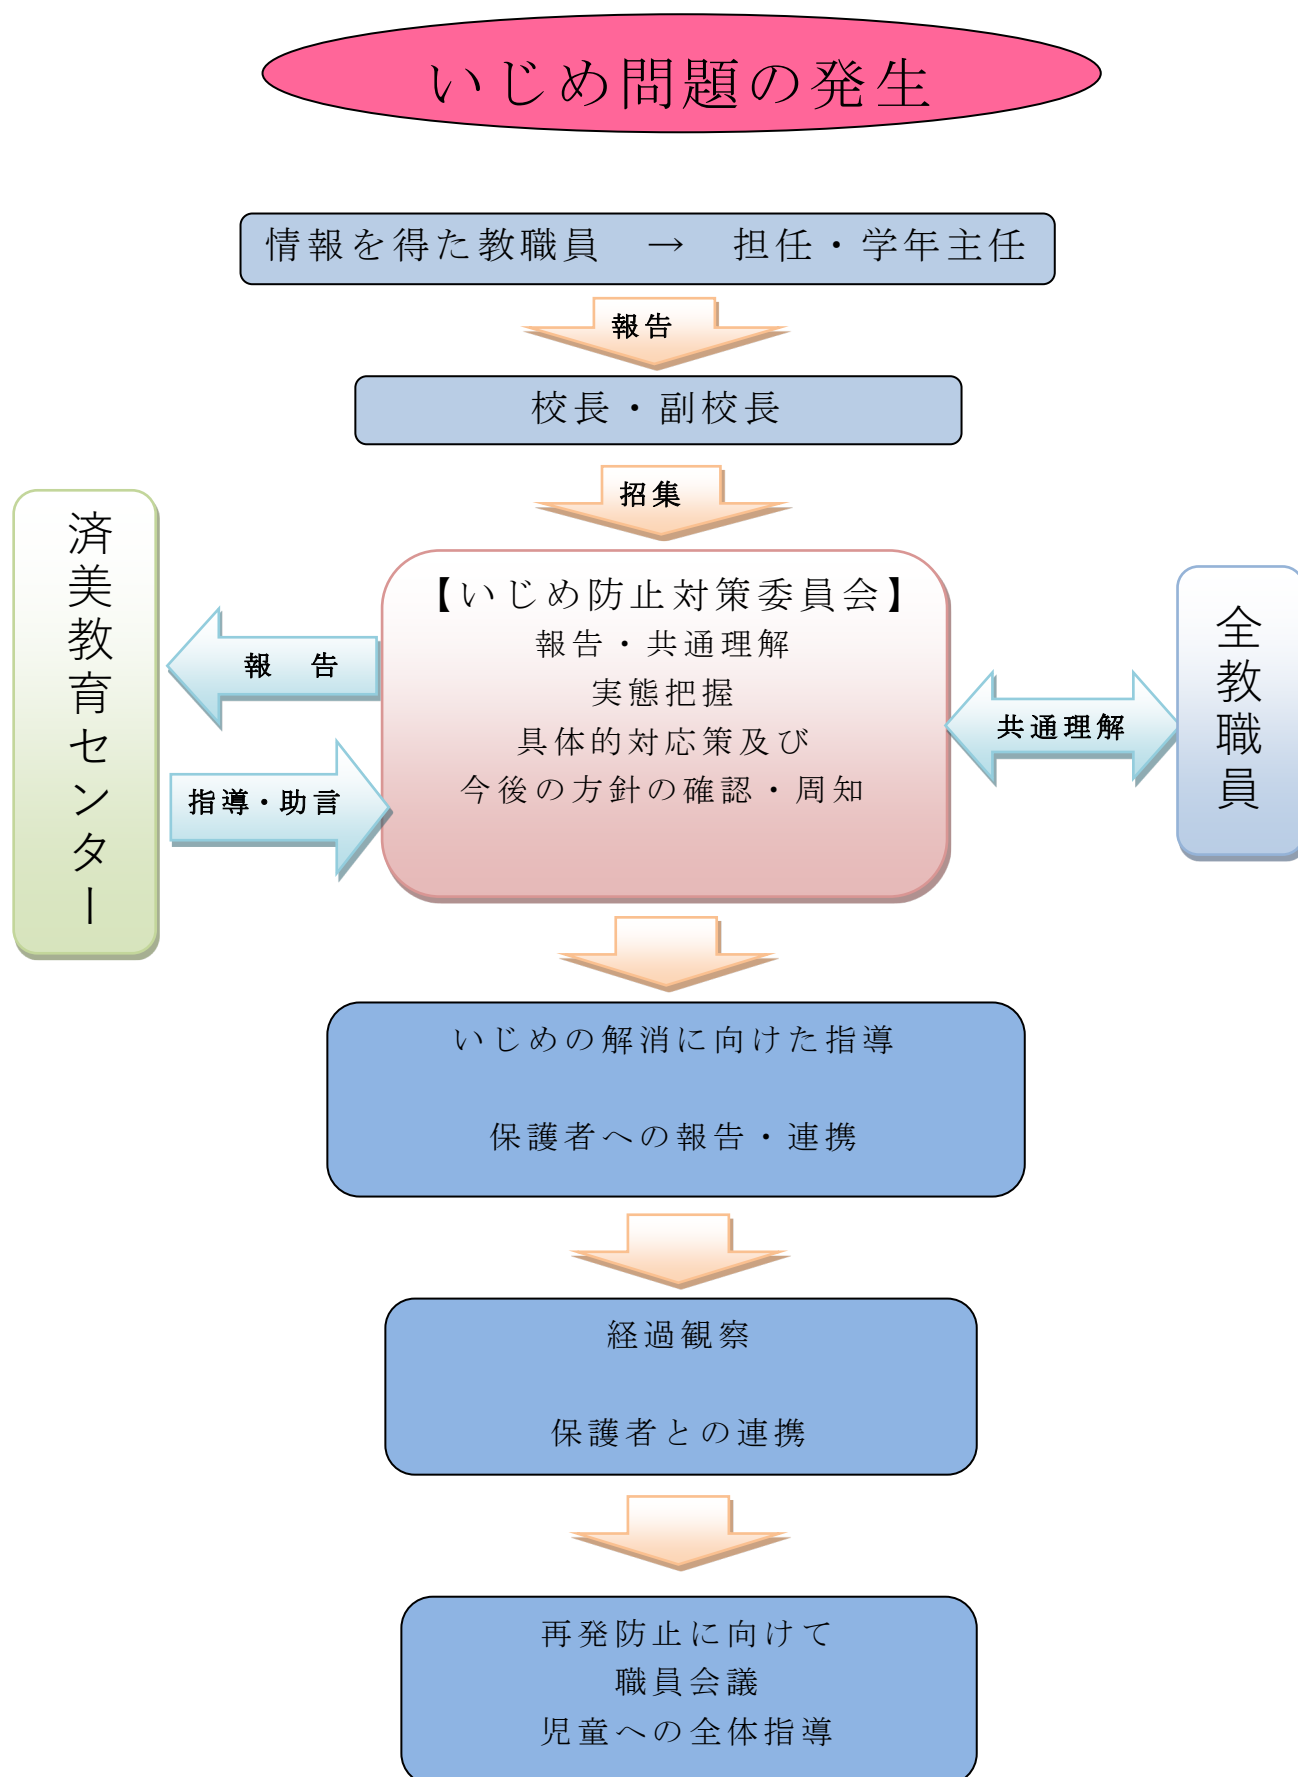 いじめ問題の発生
情報を得た教職員　→　担任・学年主任
報告
校長・副校長
招集
済美教育センター
報　告
指導・助言
【いじめ防止対策委員会】
報告・共通理解
実態把握
具体的対応策及び
今後の方針の確認・周知
共通理解
全教職員
いじめの解消に向けた指導
保護者への報告・連携
経過観察
保護者との連携
再発防止に向けて
職員会議
児童への全体指導